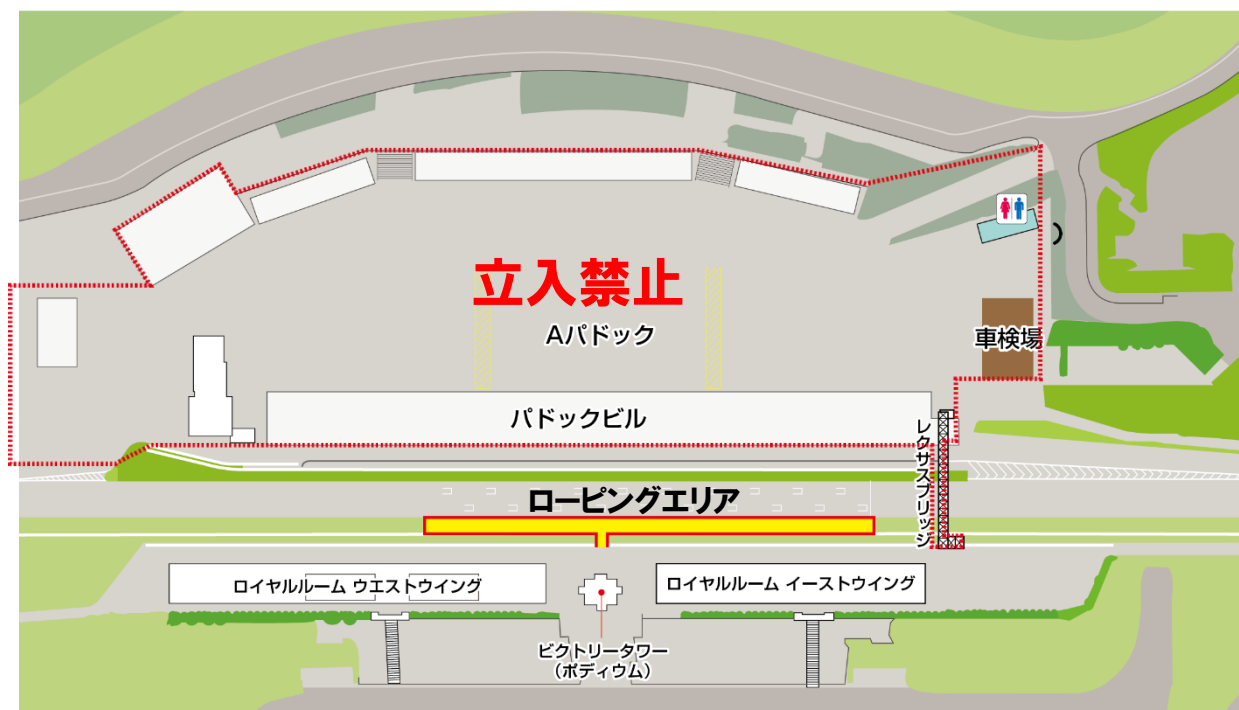 立入禁止
Aパドック
車検場
パドックビル
レクサスブリッジ
ローピングエリア
ロイヤルルーム ウエストウイング
ロイヤルルーム イーストウイング
ビクトリータワー
(ポディウム)